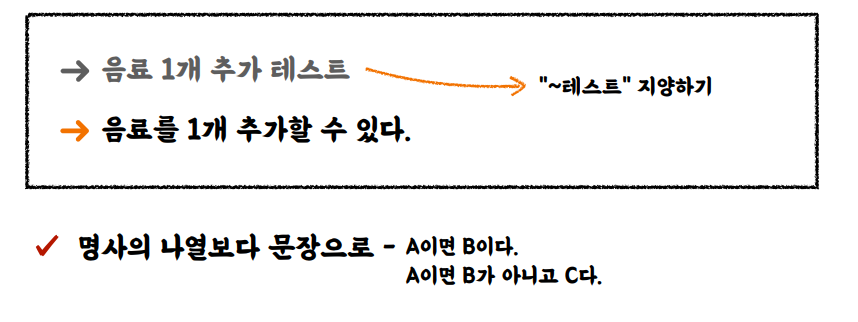 → 음료 1개 추가 테스트
"~테스트" 지양하기
→ 음료를 1개 추가할 수 있다.
✓ 명사의 나열보다 문장으로 - A이면 B이다.
A이면 B가 아니고 C다.